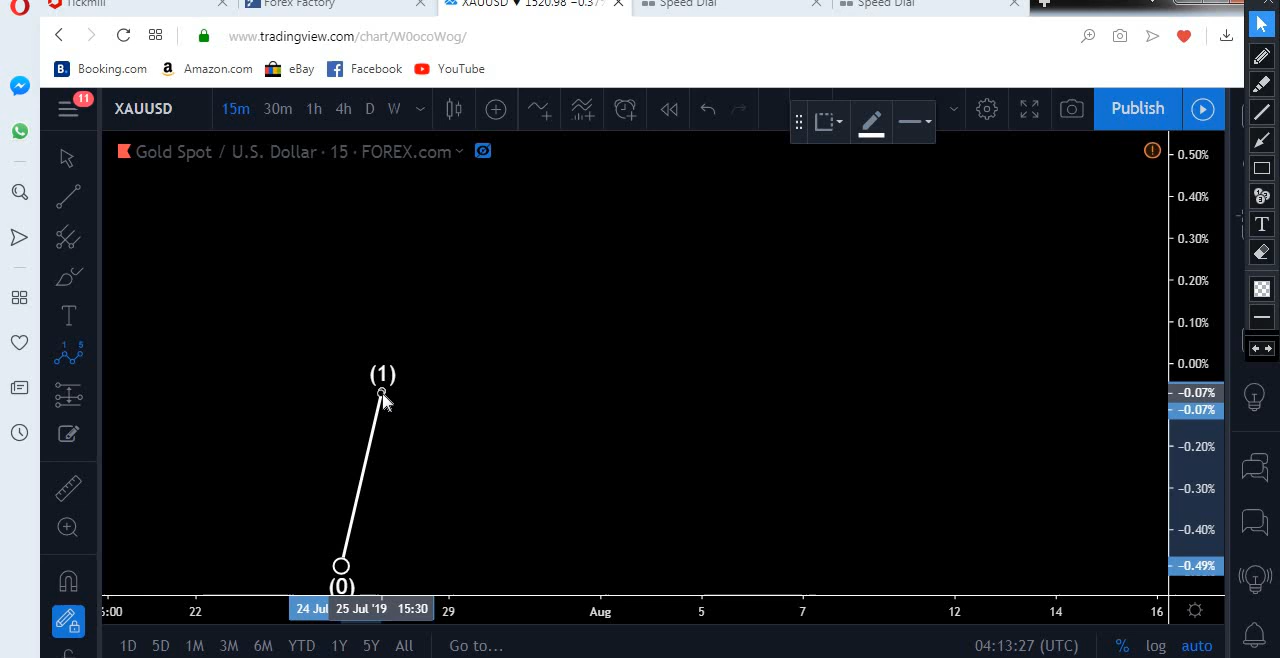 Tickmill
Forex Factory
XAUUSD ▼ 1520.98 −0.37
Speed Dial
Speed Dial
www.tradingview.com/chart/W0ocoWog/
B. Booking.com
a Amazon.com
eBay
Facebook
YouTube
11
XAUUSD
15m 30m 1h 4h D W
Publish
Gold Spot / U.S. Dollar · 15 · FOREX.com
0.50%
0.40%
0.30%
0.20%
0.10%
0.00%
−0.07%
−0.07%
−0.20%
−0.30%
−0.40%
−0.49%
1 5
T
T
(1)
(0)
22
24 Jul
25 Jul '19 15:30
29
Aug
5
7
12
14
16
1D 5D 1M 3M 6M YTD 1Y 5Y All
Go to...
04:13:27 (UTC)
% log auto